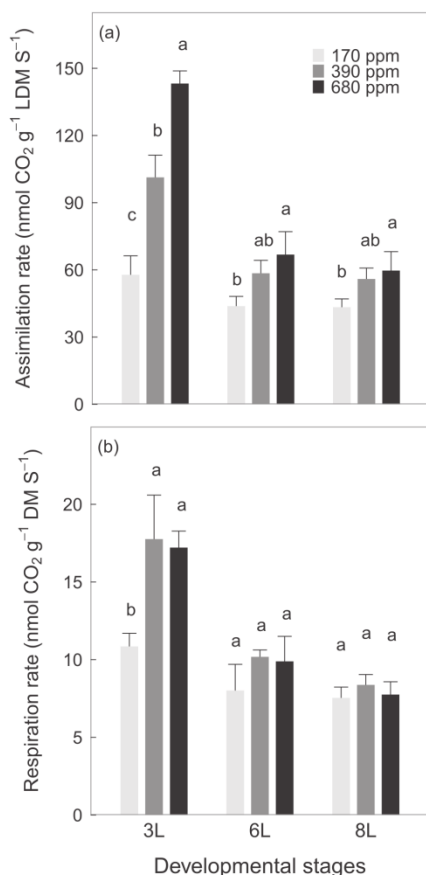 (a)
170 ppm
390 ppm
680 ppm
Assimilation rate (nmol CO₂ g⁻¹ LDM S⁻¹)
150
120
90
60
30
0
c
b
a
b
ab
a
b
ab
a
(b)
Respiration rate (nmol CO₂ g⁻¹ DM S⁻¹)
20
15
10
5
0
b
a
a
a
a
a
a
a
a
3L 6L 8L
Developmental stages